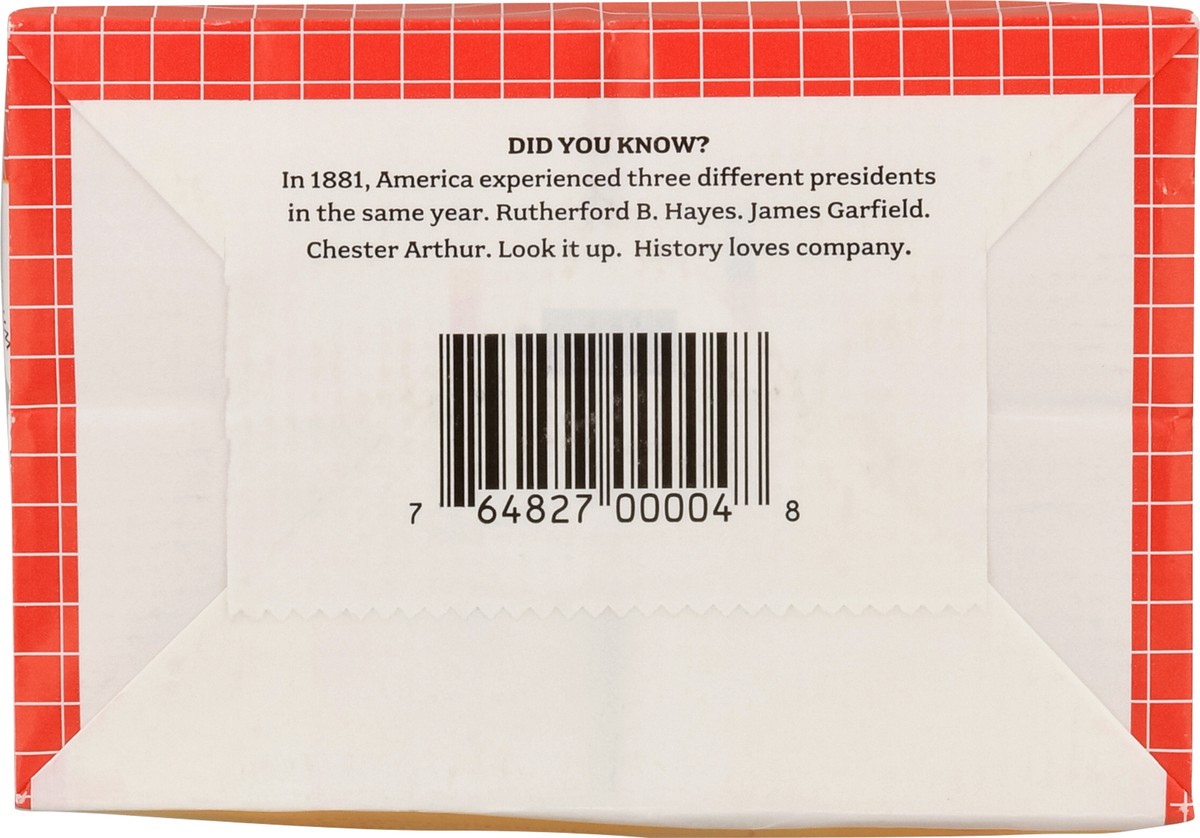 DID YOU KNOW?
In 1881, America experienced three different presidents
in the same year. Rutherford B. Hayes. James Garfield.
Chester Arthur. Look it up.  History loves company.
7 64827 00004 8